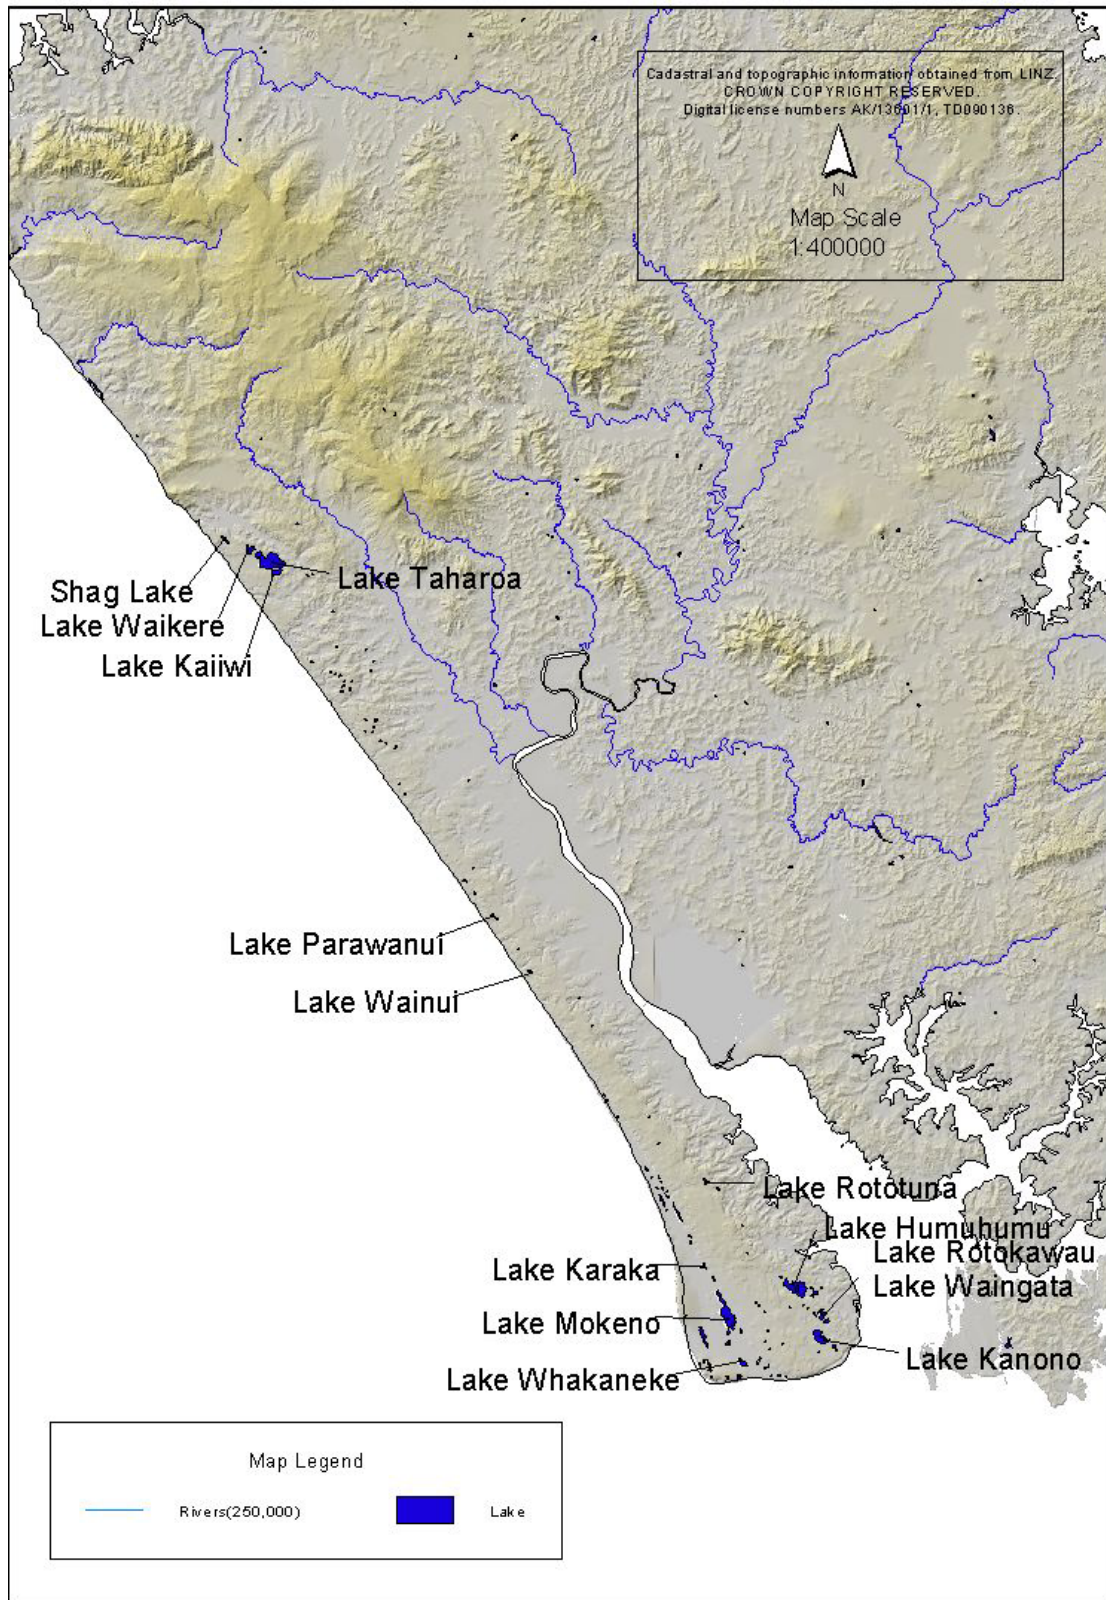 Cadastral and topographic information obtained from LINZ.
CROWN COPYRIGHT RESERVED.
Digital license numbers AK/13601/1, TD090136.
N
Map Scale
1:400000
Lake Taharoa
Shag Lake
Lake Waikere
Lake Kaiiwi
Lake Parawanui
Lake Wainui
Lake Rototuna
Lake Humuhumu
Lake Rotokawau
Lake Karaka
Lake Waingata
Lake Mokeno
Lake Kanono
Lake Whakaneke
Map Legend
Rivers(250,000)
Lake